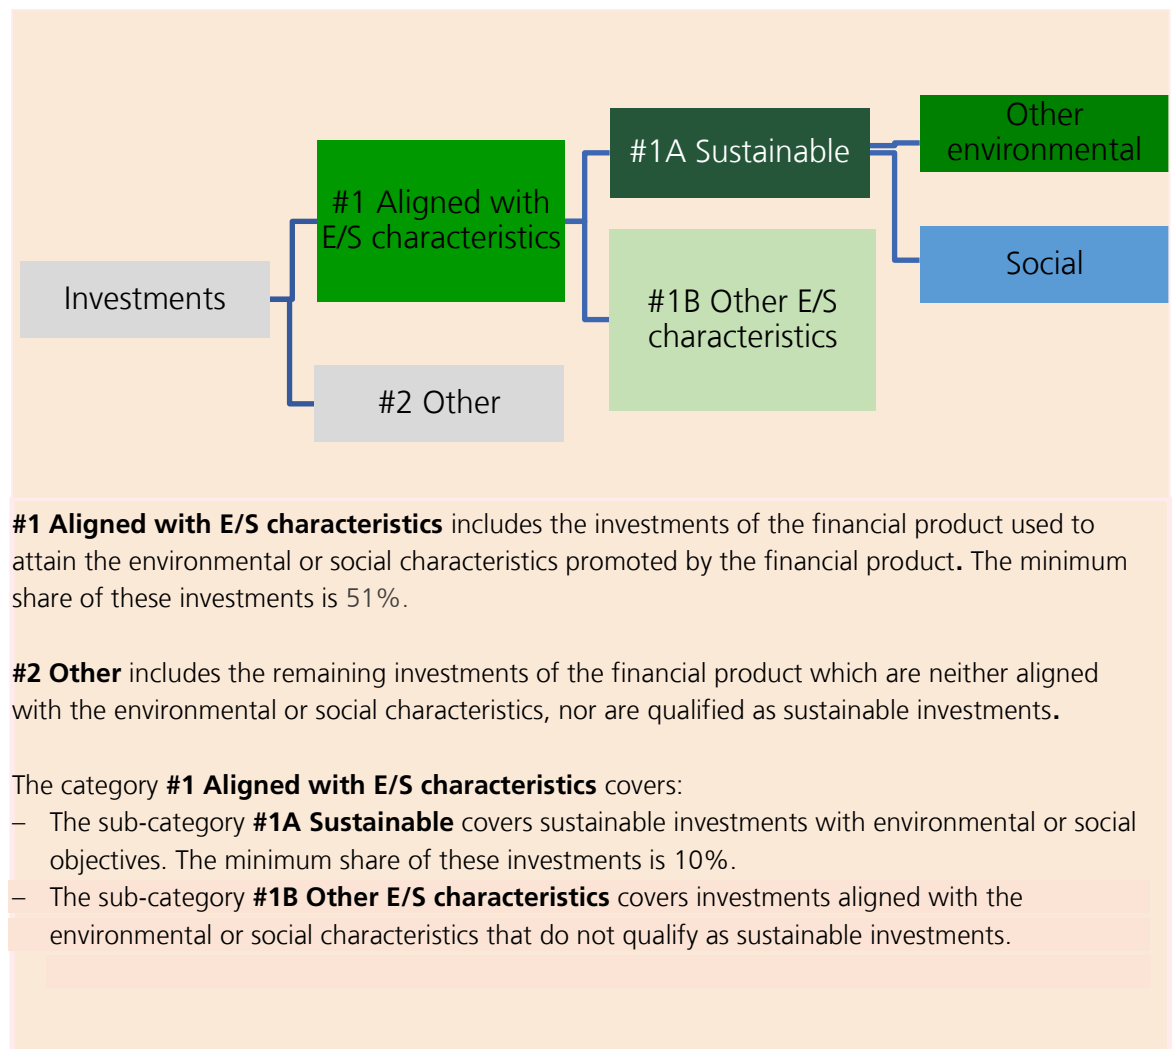 Other
environmental
#1A Sustainable
#1 Aligned with
E/S characteristics
Social
Investments
#1B Other E/S
characteristics
#2 Other
#1 Aligned with E/S characteristics includes the investments of the financial product used to
attain the environmental or social characteristics promoted by the financial product. The minimum
share of these investments is 51%.
#2 Other includes the remaining investments of the financial product which are neither aligned
with the environmental or social characteristics, nor are qualified as sustainable investments.
The category #1 Aligned with E/S characteristics covers:
– The sub-category #1A Sustainable covers sustainable investments with environmental or social
objectives. The minimum share of these investments is 10%.
– The sub-category #1B Other E/S characteristics covers investments aligned with the
environmental or social characteristics that do not qualify as sustainable investments.